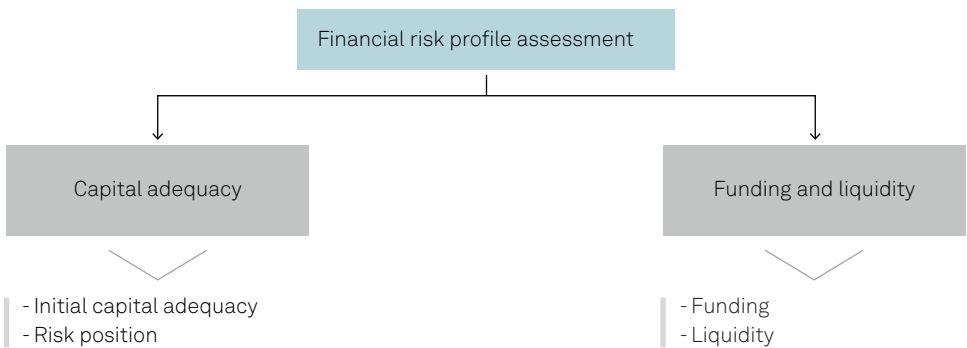 Financial risk profile assessment
Capital adequacy
Funding and liquidity
- Initial capital adequacy
- Risk position
- Funding
- Liquidity